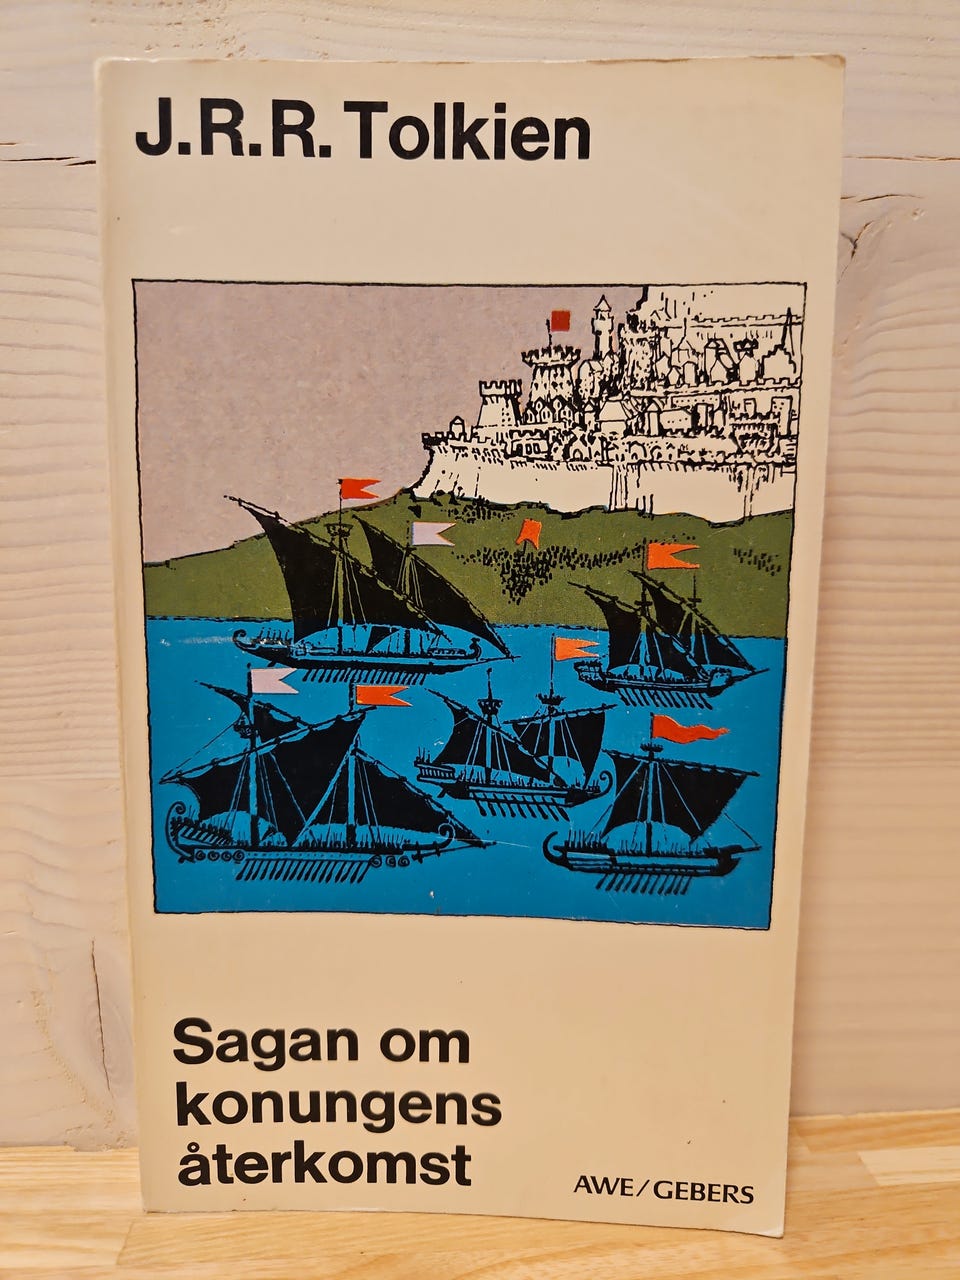 J.R.R. Tolkien
Sagan om
konungens
återkomst
AWE/GEBERS